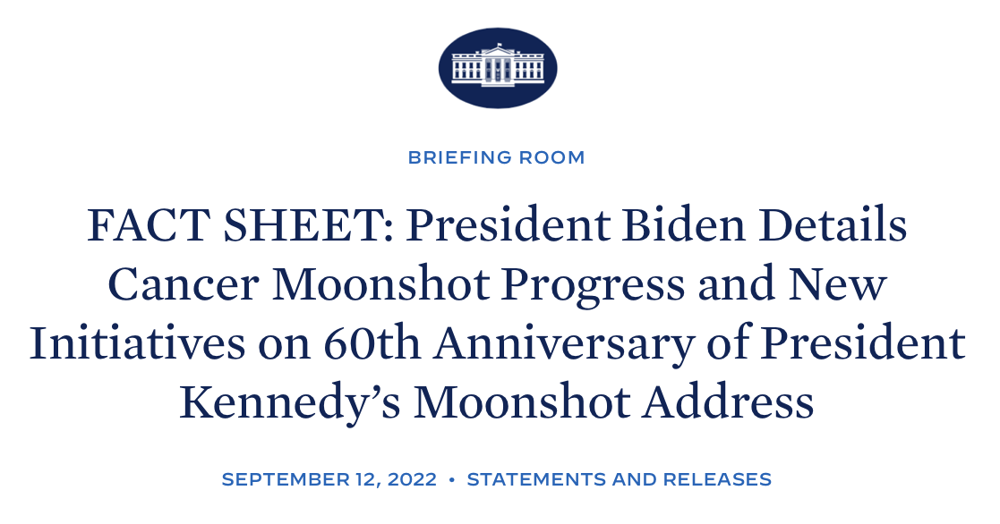 BRIEFING ROOM
FACT SHEET: President Biden Details
Cancer Moonshot Progress and New
Initiatives on 60th Anniversary of President
Kennedy’s Moonshot Address
SEPTEMBER 12, 2022 • STATEMENTS AND RELEASES